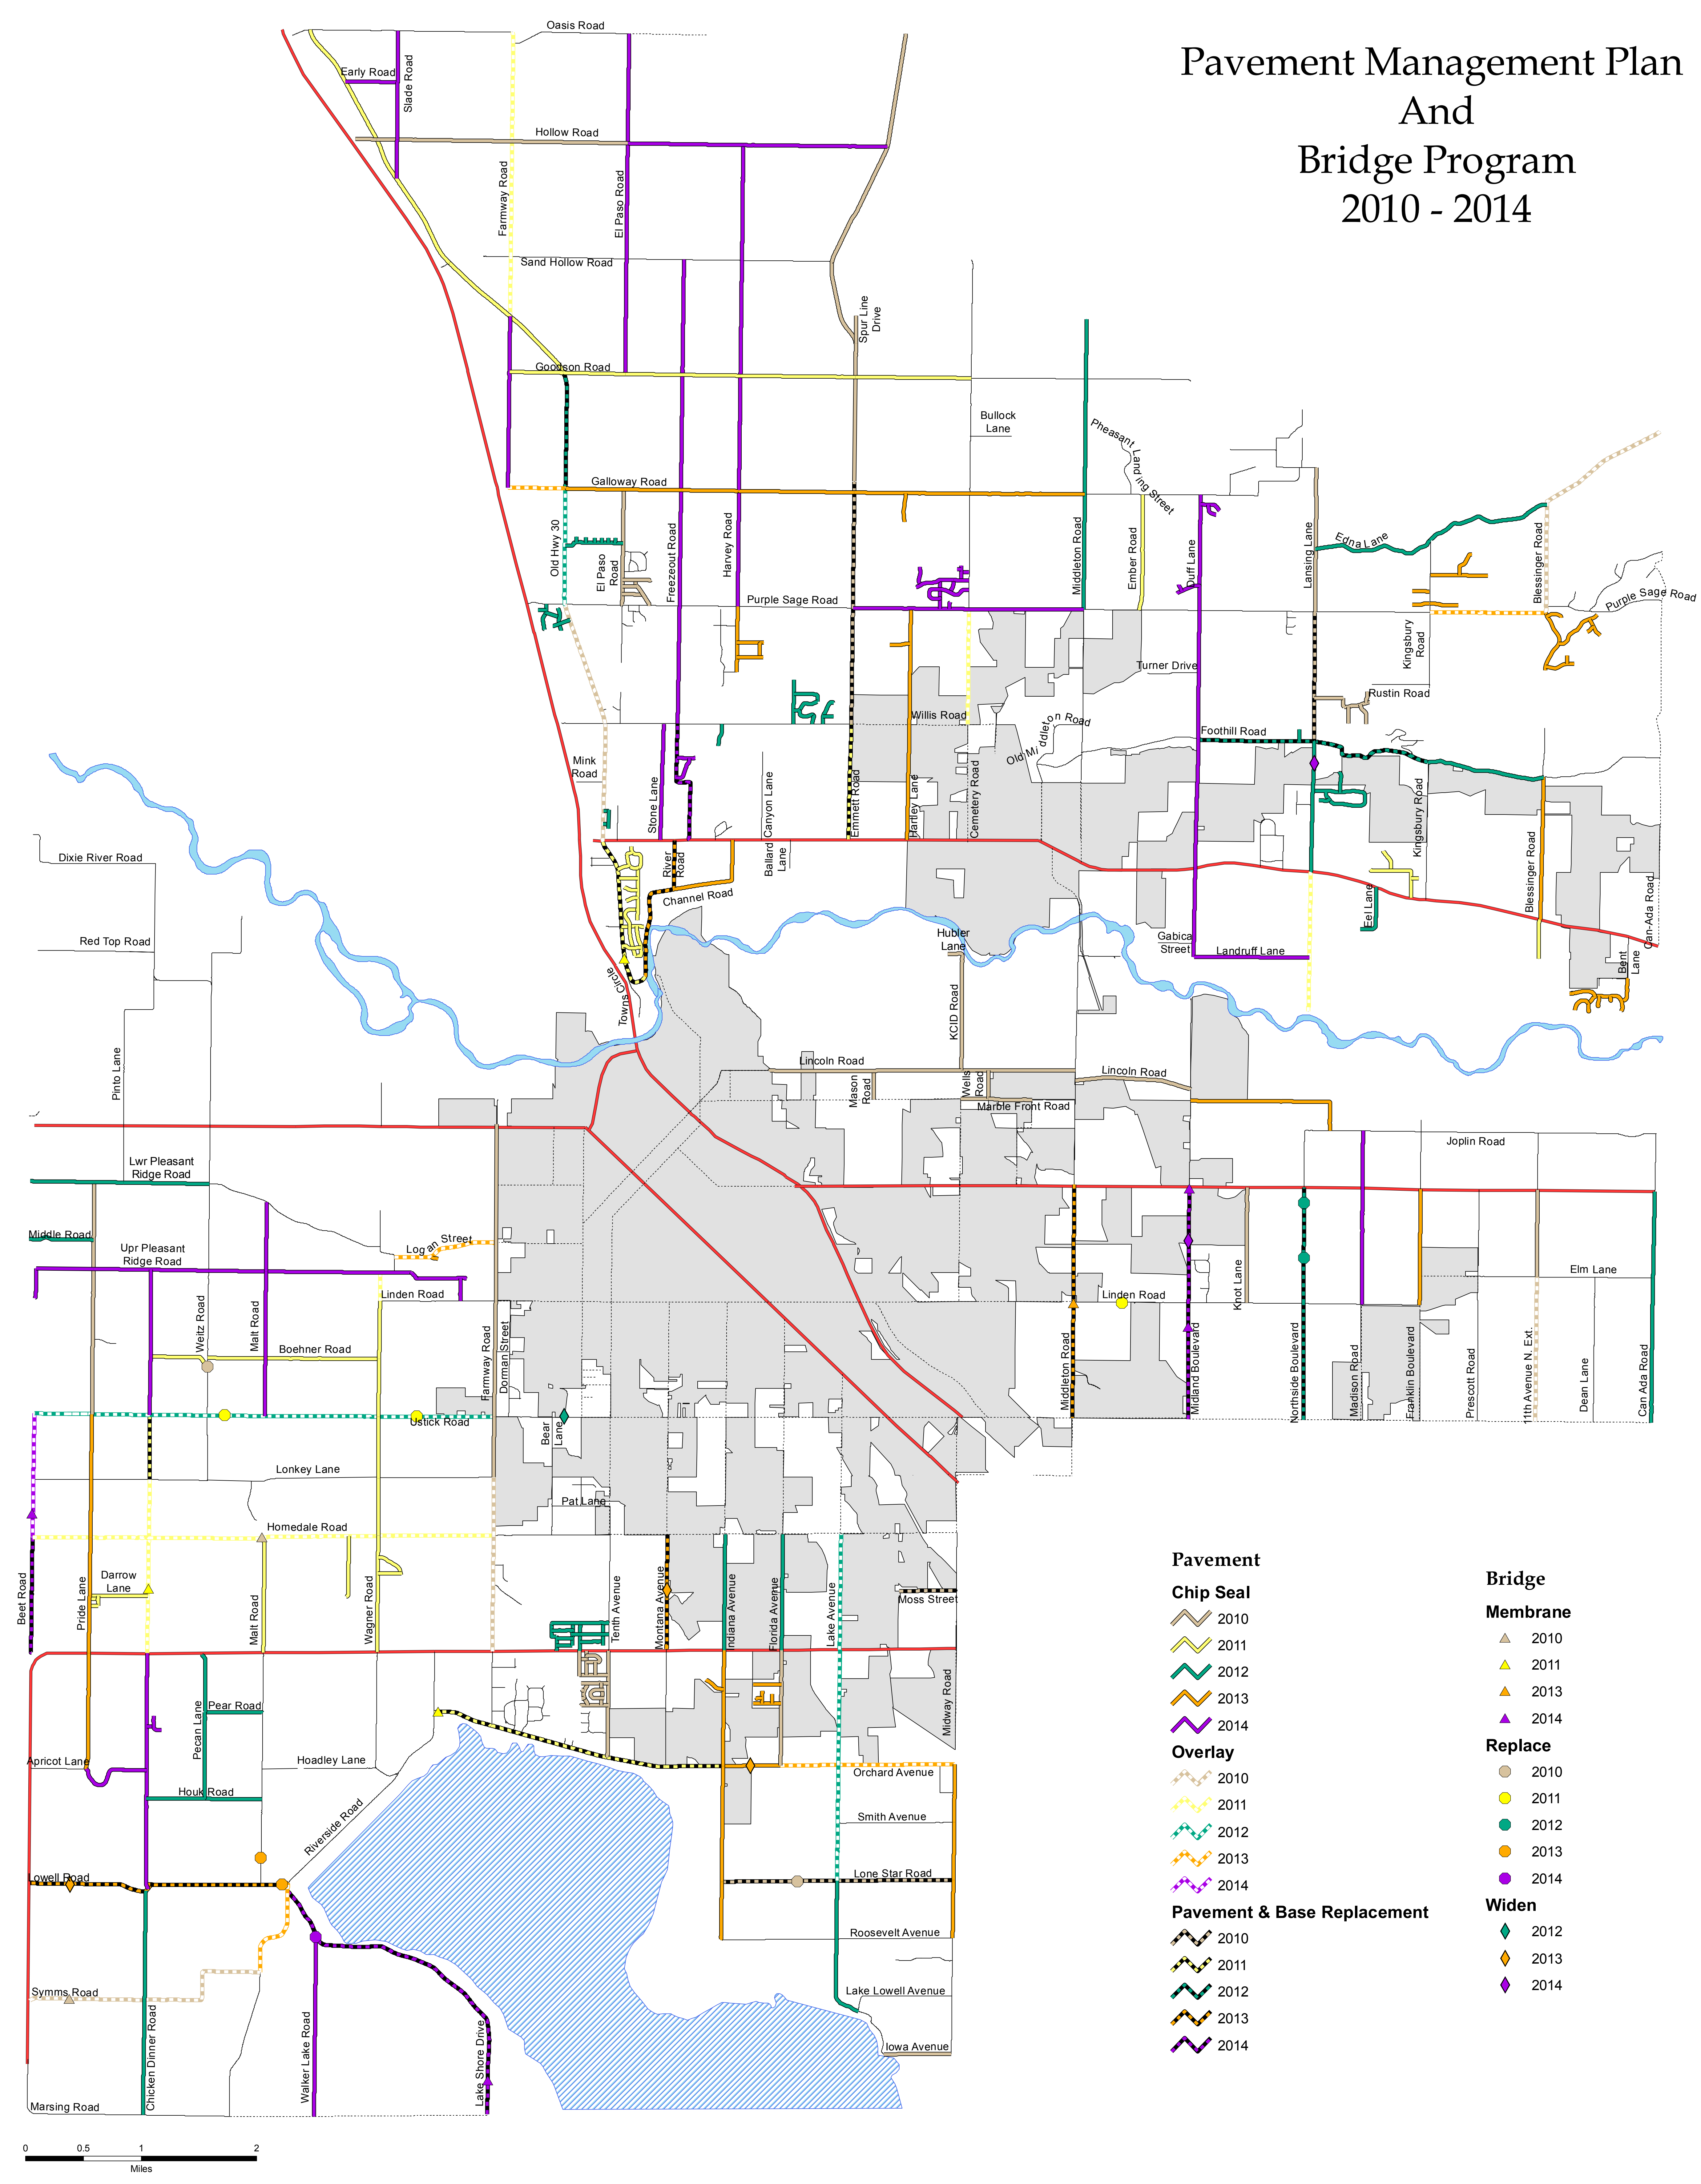 Pavement Management Plan
And
Bridge Program
2010 - 2014
Oasis Road
Early Road
Slade Road
Hollow Road
Farmway Road
El Paso Road
Sand Hollow Road
Spur Line
Drive
Goodson Road
Bullock
Lane
Pheasant Landing Street
Galloway Road
Old Hwy 30
El Paso
Road
Freezeout Road
Harvey Road
Middleton Road
Ember Road
Duff Lane
Lansing Lane
Edna Lane
Blessinger Road
Purple Sage Road
Purple Sage Road
Kingsbury
Road
Turner Drive
Rustin Road
Willis Road
Old Middleton Road
Foothill Road
Mink
Road
Stone Lane
Ballard
Lane
Canyon Lane
Emmett Road
Hartley Lane
Cemetery Road
Kingsbury Road
Blessinger Road
Can-Ada Road
Dixie River Road
River
Road
Channel Road
Eel Lane
Red Top Road
Hubler
Lane
Gabica
Street
Landruff Lane
Bent
Lane
Towns Circle
KCID Road
Pinto Lane
Lincoln Road
Mason
Road
Wells
Road
Lincoln Road
Marble Front Road
Joplin Road
Lwr Pleasant
Ridge Road
Middle Road
Upr Pleasant
Ridge Road
Logan Street
Linden Road
Weitz Road
Malt Road
Boehner Road
Farmway Road
Dorman Street
Linden Road
Knot Lane
Elm Lane
Middleton Road
Midland Boulevard
Northside Boulevard
Madison Road
Franklin Boulevard
Prescott Road
11th Avenue N. Ext.
Dean Lane
Can Ada Road
Ustick Road
Bear
Lane
Lonkey Lane
Pat Lane
Homedale Road
Beet Road
Pride Lane
Darrow
Lane
Malt Road
Wagner Road
Tenth Avenue
Montana Avenue
Indiana Avenue
Florida Avenue
Lake Avenue
Moss Street
Midway Road
Pecan Lane
Pear Road
Apricot Lane
Hoadley Lane
Houk Road
Riverside Road
Orchard Avenue
Smith Avenue
Lowell Road
Lone Star Road
Roosevelt Avenue
Symms Road
Lake Lowell Avenue
Chicken Dinner Road
Walker Lake Road
Lake Shore Drive
Iowa Avenue
Marsing Road
Pavement
Chip Seal
2010
2011
2012
2013
2014
Overlay
2010
2011
2012
2013
2014
Pavement & Base Replacement
2010
2011
2012
2013
2014
Bridge
Membrane
2010
2011
2013
2014
Replace
2010
2011
2012
2013
2014
Widen
2012
2013
2014
0 0.5 1 2
Miles